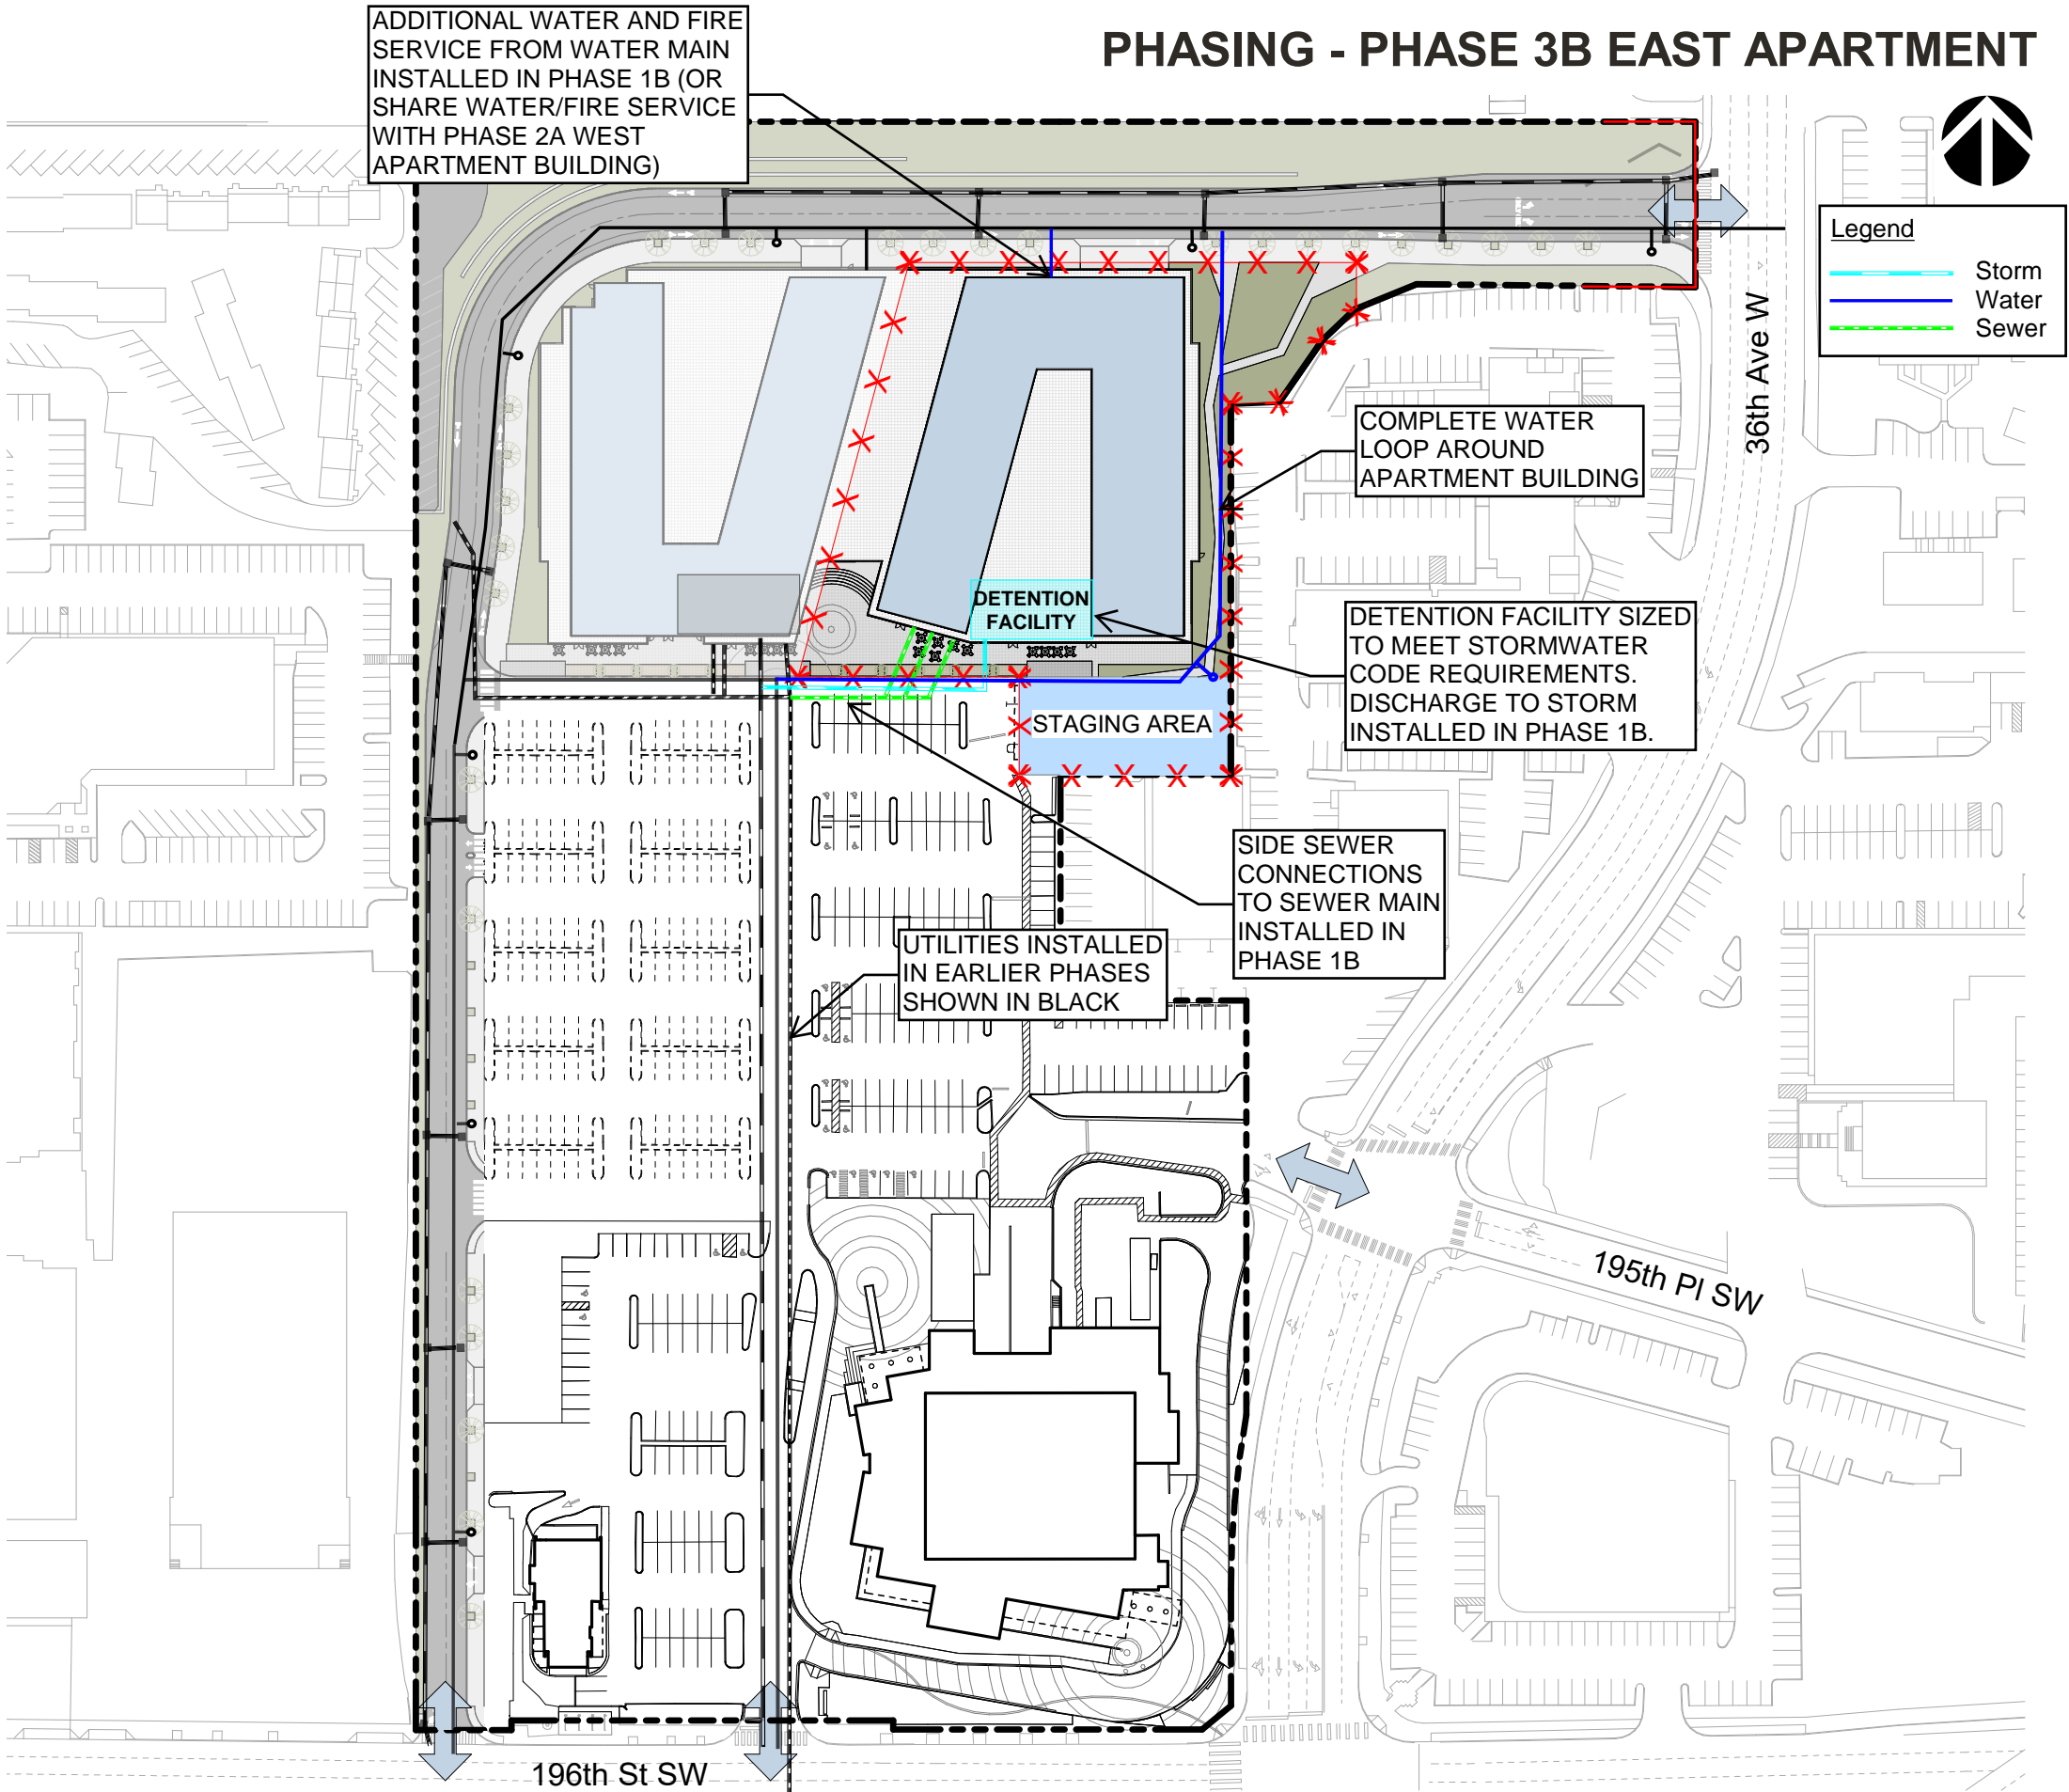 PHASING - PHASE 3B EAST APARTMENT
ADDITIONAL WATER AND FIRE
SERVICE FROM WATER MAIN
INSTALLED IN PHASE 1B (OR
SHARE WATER/FIRE SERVICE
WITH PHASE 2A WEST
APARTMENT BUILDING)
Legend
Storm
Water
Sewer
36th Ave W
COMPLETE WATER
LOOP AROUND
APARTMENT BUILDING
DETENTION
FACILITY
DETENTION FACILITY SIZED
TO MEET STORMWATER
CODE REQUIREMENTS.
DISCHARGE TO STORM
INSTALLED IN PHASE 1B.
STAGING AREA
SIDE SEWER
CONNECTIONS
TO SEWER MAIN
INSTALLED IN
PHASE 1B
UTILITIES INSTALLED
IN EARLIER PHASES
SHOWN IN BLACK
195th Pl SW
196th St SW